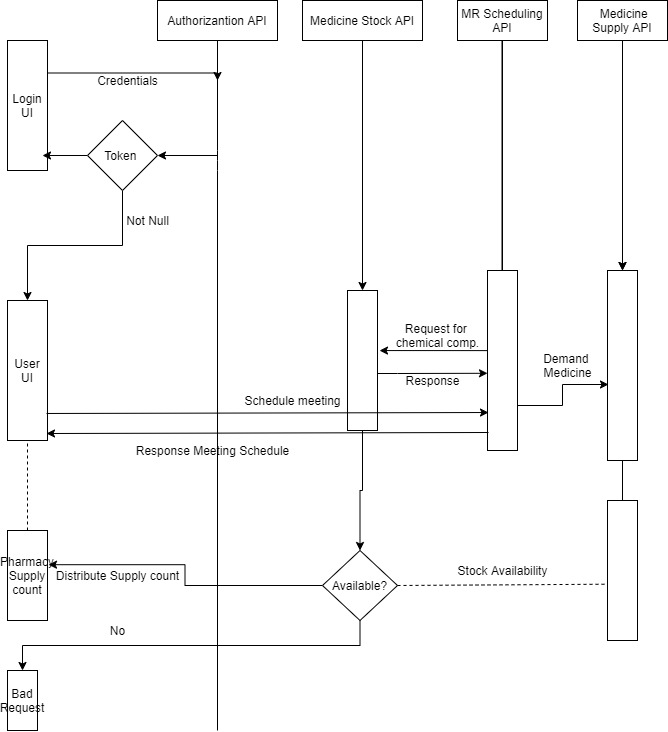 Authorizantion API
Medicine Stock API
MR Scheduling
API
Medicine
Supply API
Credentials
Login
UI
Token
Not Null
Request for
chemical comp.
User
UI
Response
Demand
Medicine
Schedule meeting
Response Meeting Schedule
Pharmacy
Supply
count
Distribute Supply count
Available?
Stock Availability
No
Bad
Request